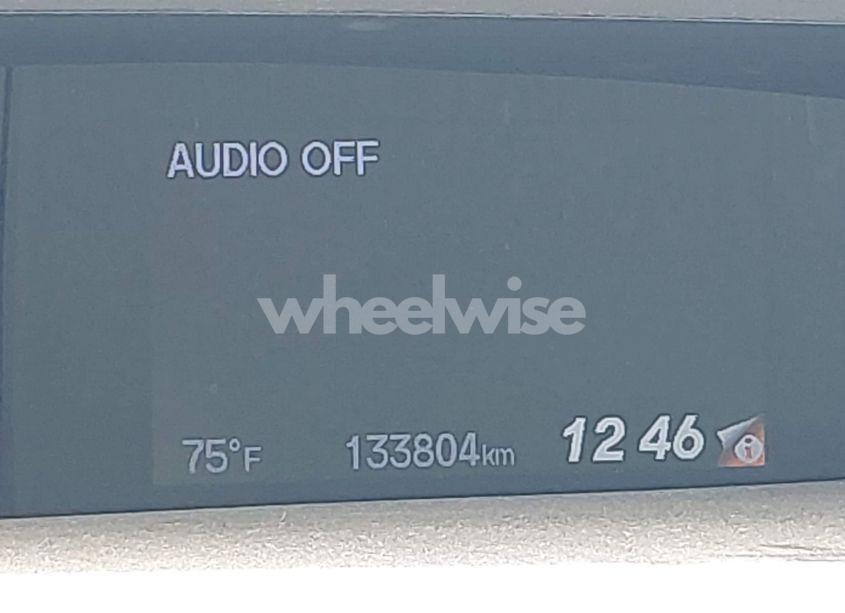 AUDIO OFF
wheelwise
75°F 133804km 12 46 i